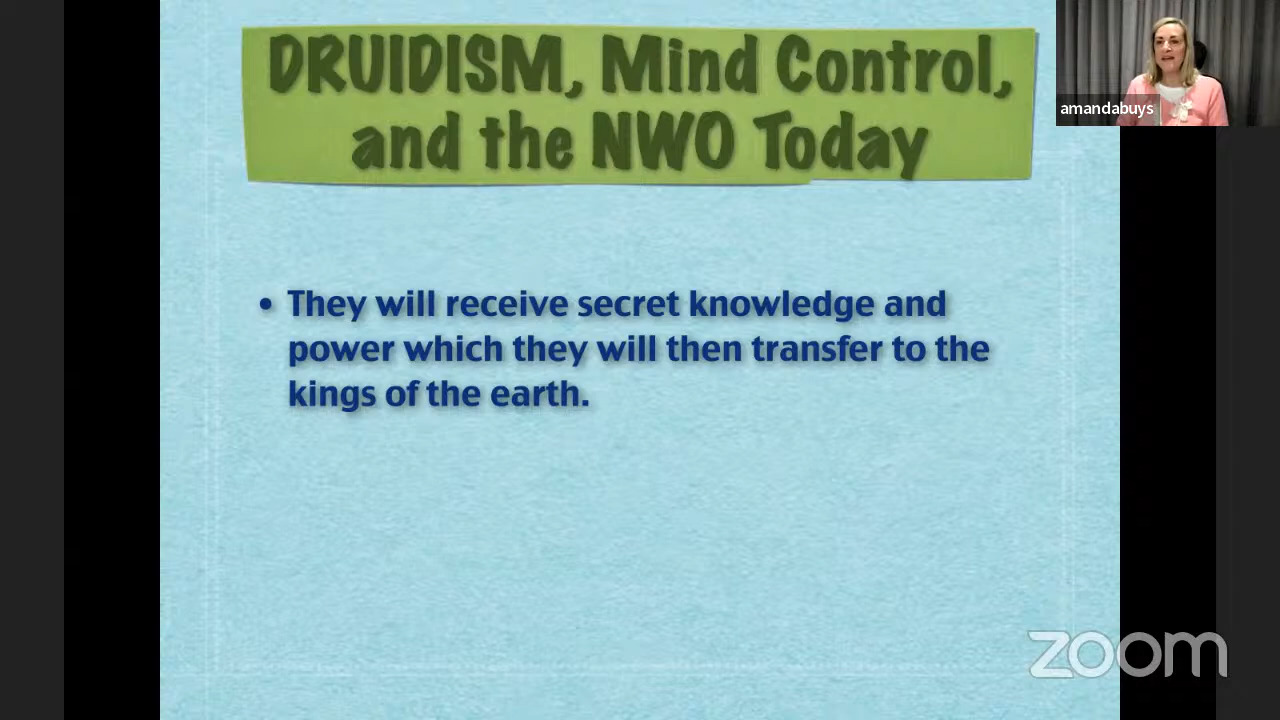 DRUIDISM, Mind Control,
and the NWO Today
amandabuys
• They will receive secret knowledge and
power which they will then transfer to the
kings of the earth.
zoom